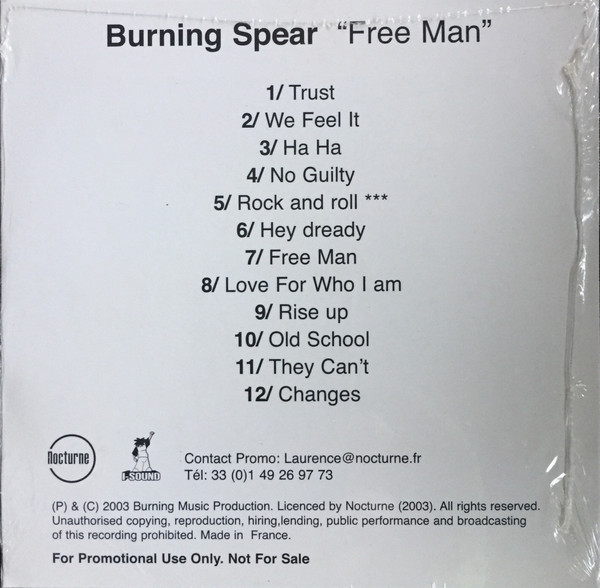 Burning Spear “Free Man”
1/ Trust
2/ We Feel It
3/ Ha Ha
4/ No Guilty
5/ Rock and roll ***
6/ Hey dready
7/ Free Man
8/ Love For Who I am
9/ Rise up
10/ Old School
11/ They Can’t
12/ Changes
Nocturne
SOUND
Contact Promo: Laurence@nocturne.fr
Tél: 33 (0)1 49 26 97 73
(P) & (C) 2003 Burning Music Production. Licenced by Nocturne (2003). All rights reserved.
Unauthorised copying, reproduction, hiring,lending, public performance and broadcasting
of this recording prohibited. Made in  France.
For Promotional Use Only. Not For Sale